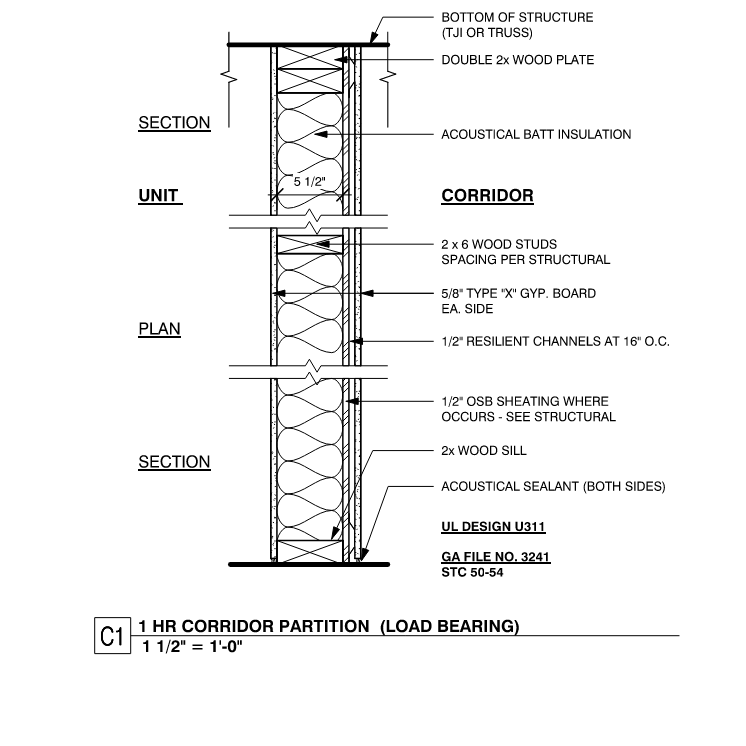 BOTTOM OF STRUCTURE
(TJI OR TRUSS)
DOUBLE 2x WOOD PLATE
SECTION
ACOUSTICAL BATT INSULATION
5 1/2"
UNIT
CORRIDOR
2 x 6 WOOD STUDS
SPACING PER STRUCTURAL
5/8" TYPE "X" GYP. BOARD
EA. SIDE
PLAN
1/2" RESILIENT CHANNELS AT 16" O.C.
1/2" OSB SHEATING WHERE
OCCURS - SEE STRUCTURAL
2x WOOD SILL
SECTION
ACOUSTICAL SEALANT (BOTH SIDES)
UL DESIGN U311
GA FILE NO. 3241
STC 50-54
C1
1 HR CORRIDOR PARTITION (LOAD BEARING)
1 1/2" = 1'-0"